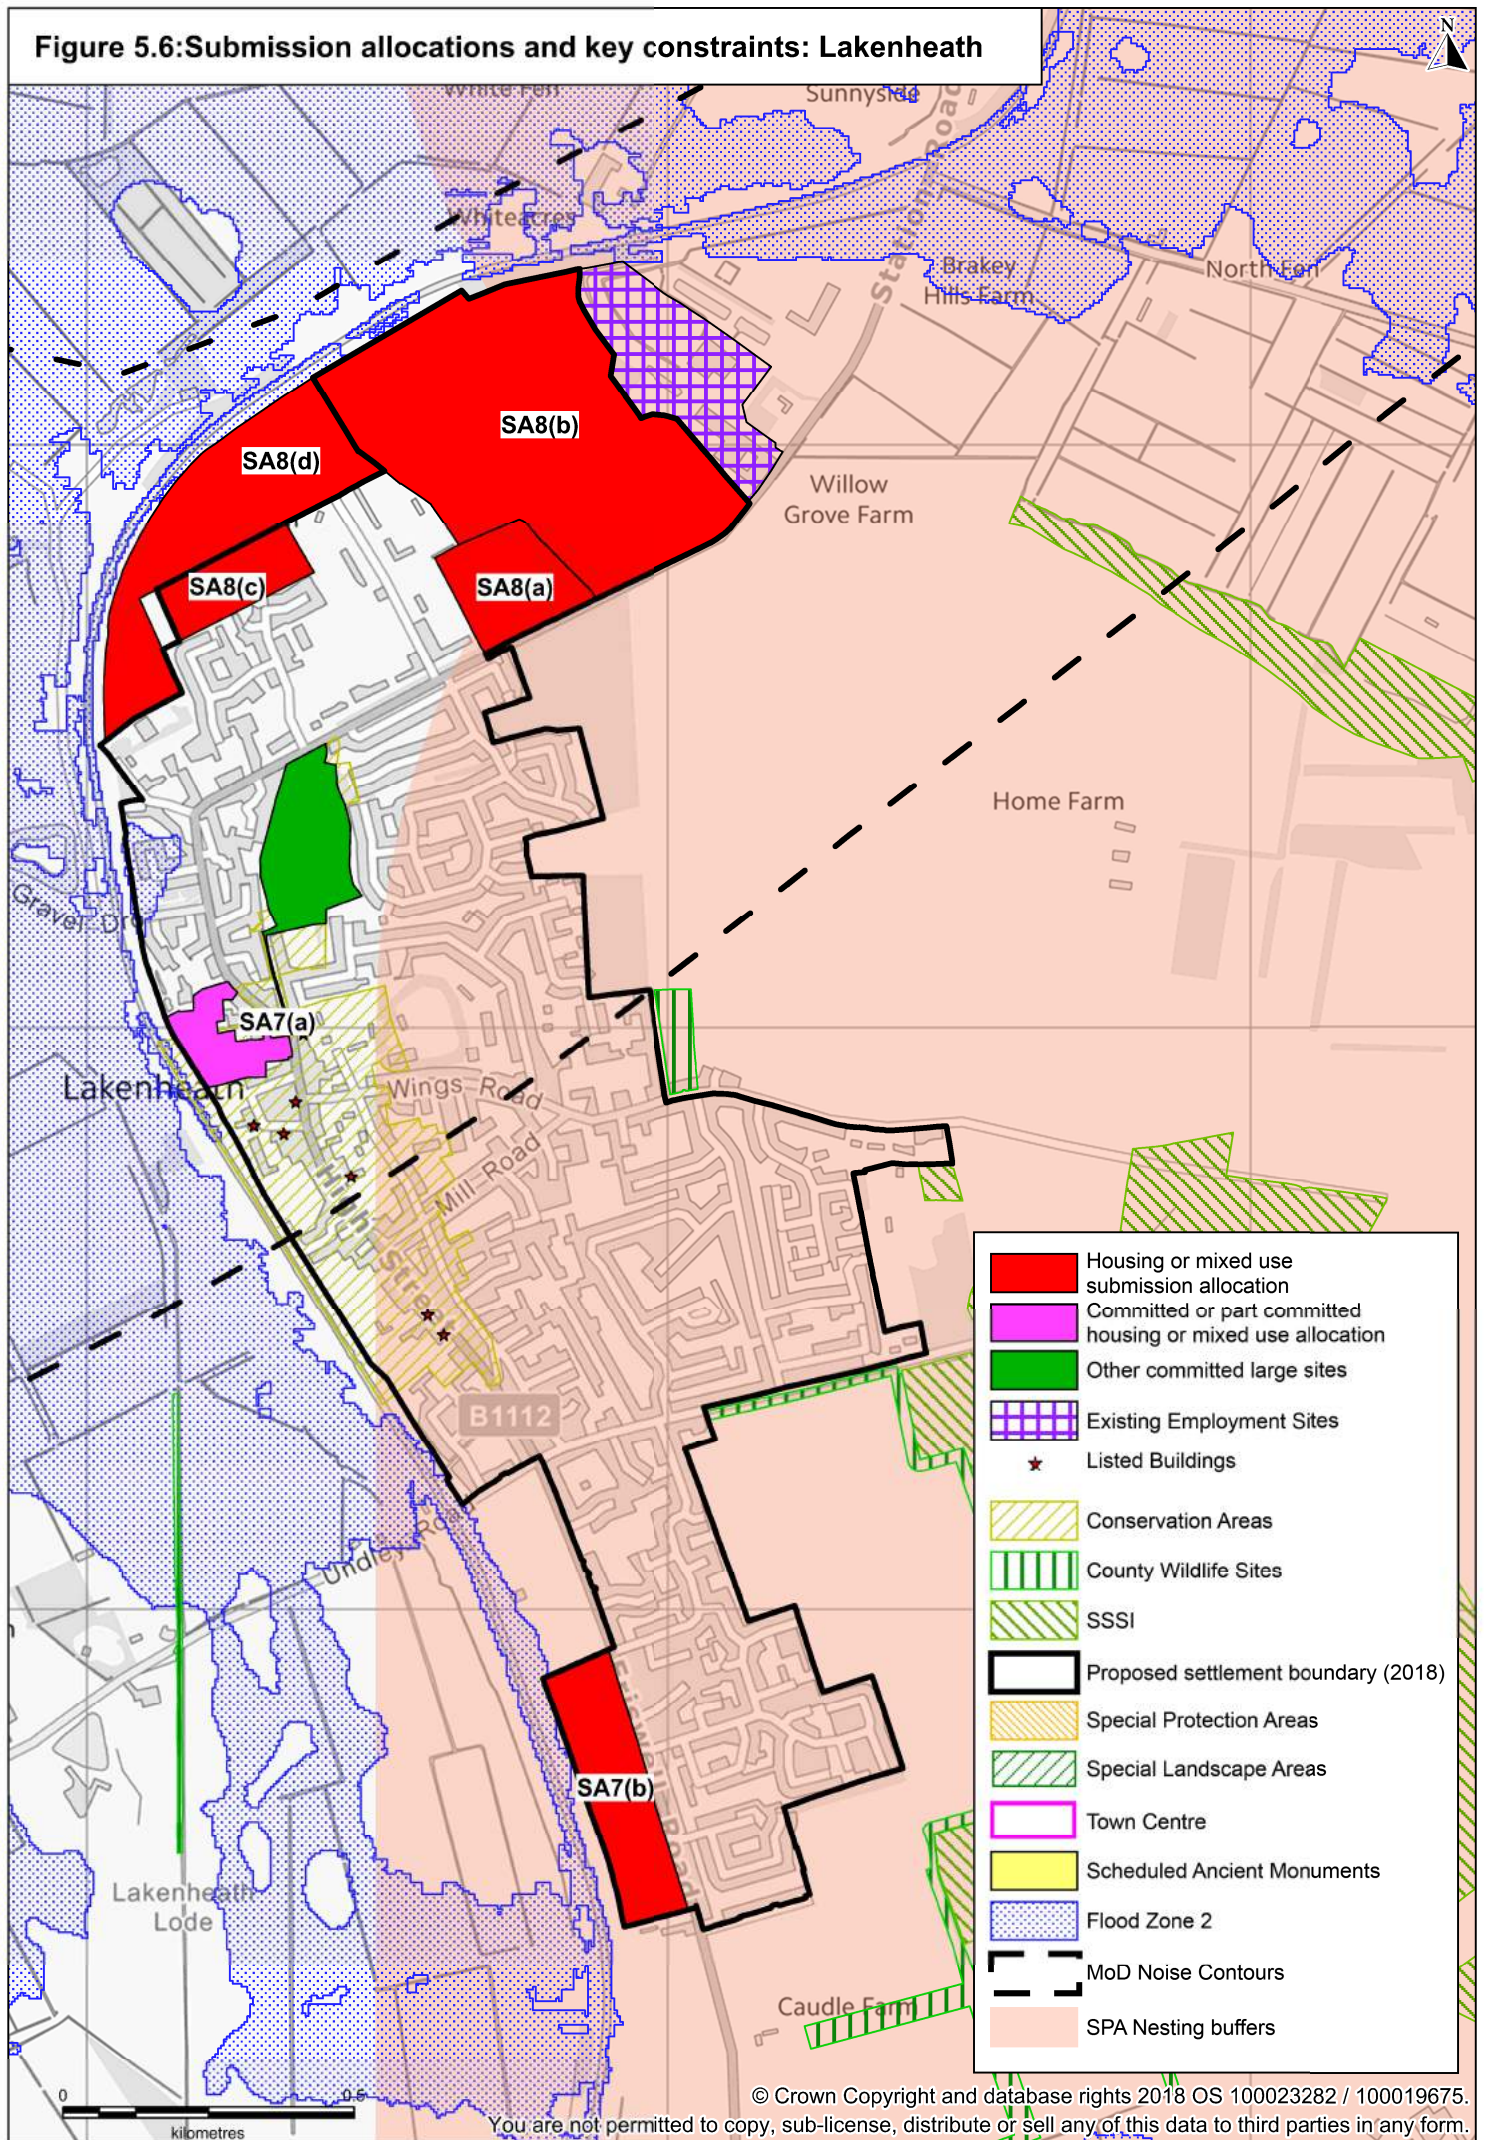 Figure 5.6:Submission allocations and key constraints: Lakenheath
N
White Fen
Sunnyside
Station Road
Whiteacres
Brakey
Hills Farm
North Fen
SA8(b)
SA8(d)
Willow
Grove Farm
SA8(c)
SA8(a)
Home Farm
Gravel Dro
SA7(a)
Lakenheath
Wings Road
Mill Road
High Street
B1112
Undley Road
Eriswell Road
SA7(b)
Lakenheath
Lode
Caudle Farm
Housing or mixed use
submission allocation
Committed or part committed
housing or mixed use allocation
Other committed large sites
Existing Employment Sites
Listed Buildings
Conservation Areas
County Wildlife Sites
SSSI
Proposed settlement boundary (2018)
Special Protection Areas
Special Landscape Areas
Town Centre
Scheduled Ancient Monuments
Flood Zone 2
MoD Noise Contours
SPA Nesting buffers
0 0.5
kilometres
© Crown Copyright and database rights 2018 OS 100023282 / 100019675.
You are not permitted to copy, sub-license, distribute or sell any of this data to third parties in any form.